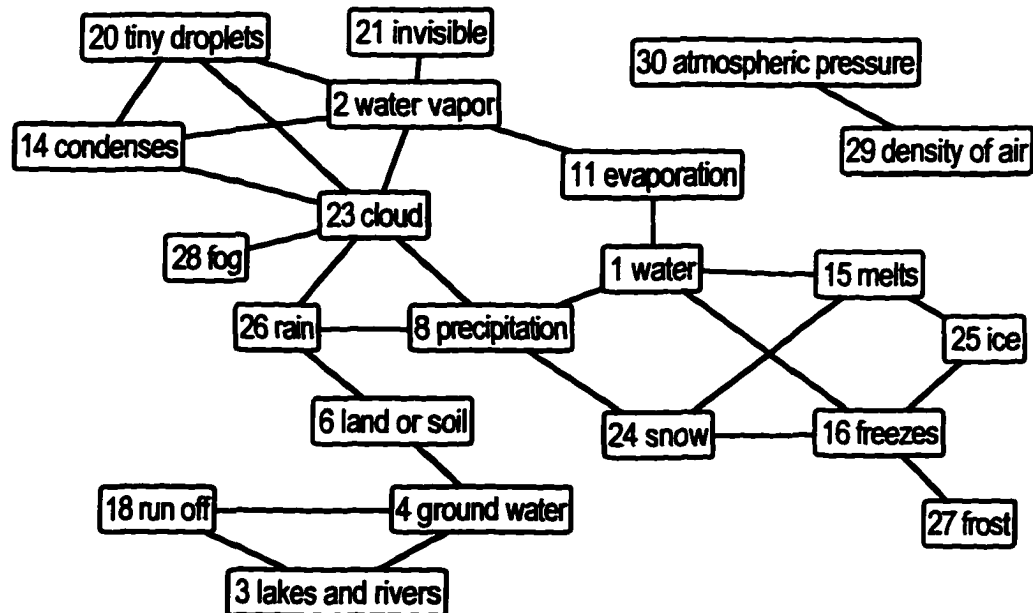 20 tiny droplets
21 invisible
30 atmospheric pressure
2 water vapor
14 condenses
29 density of air
11 evaporation
23 cloud
28 fog
1 water
15 melts
26 rain
8 precipitation
25 ice
6 land or soil
24 snow
16 freezes
18 run off
4 ground water
27 frost
3 lakes and rivers